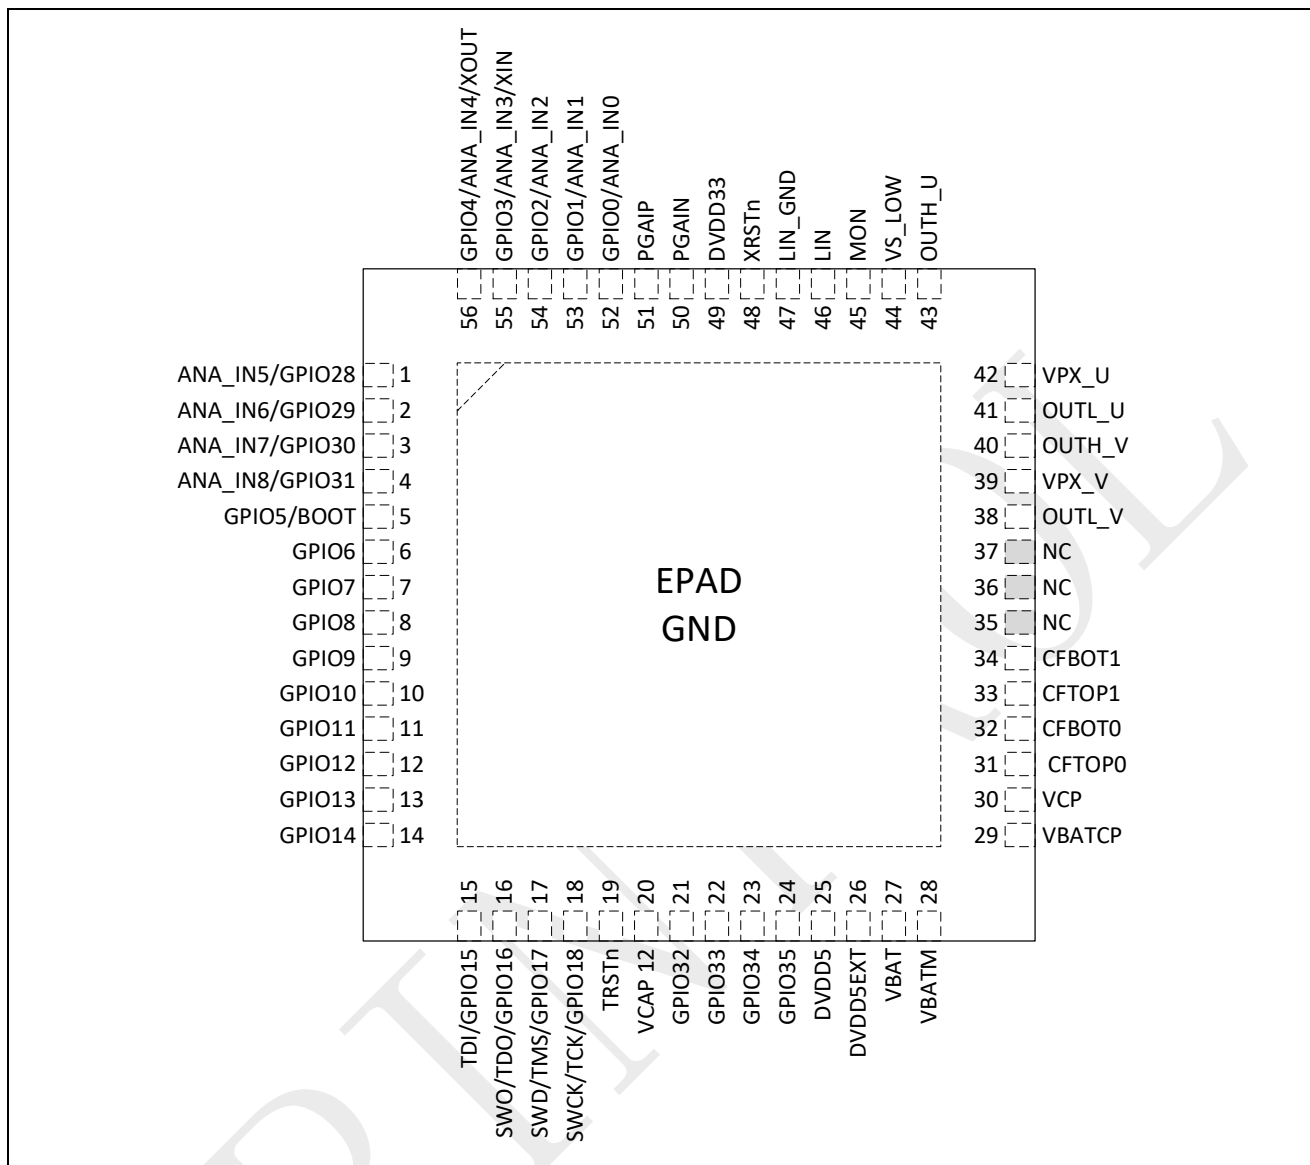 GPIO4/ANA_IN4/XOUT
GPIO3/ANA_IN3/XIN
GPIO2/ANA_IN2
GPIO1/ANA_IN1
GPIO0/ANA_IN0
PGAIP
PGAIN
DVDD33
XRSTn
LIN_GND
LIN
MON
VS_LOW
OUTH_U
56 55 54 53 52 51 50 49 48 47 46 45 44 43
ANA_IN5/GPIO28 1
ANA_IN6/GPIO29 2
ANA_IN7/GPIO30 3
ANA_IN8/GPIO31 4
GPIO5/BOOT 5
GPIO6 6
GPIO7 7
GPIO8 8
GPIO9 9
GPIO10 10
GPIO11 11
GPIO12 12
GPIO13 13
GPIO14 14
EPAD
GND
42 VPX_U
41 OUTL_U
40 OUTH_V
39 VPX_V
38 OUTL_V
37 NC
36 NC
35 NC
34 CFBOT1
33 CFTOP1
32 CFBOT0
31 CFTOP0
30 VCP
29 VBATCP
15 16 17 18 19 20 21 22 23 24 25 26 27 28
TDI/GPIO15
SWO/TDO/GPIO16
SWD/TMS/GPIO17
SWCK/TCK/GPIO18
TRSTn
VCAP 12
GPIO32
GPIO33
GPIO34
GPIO35
DVDD5
DVDD5EXT
VBAT
VBATM